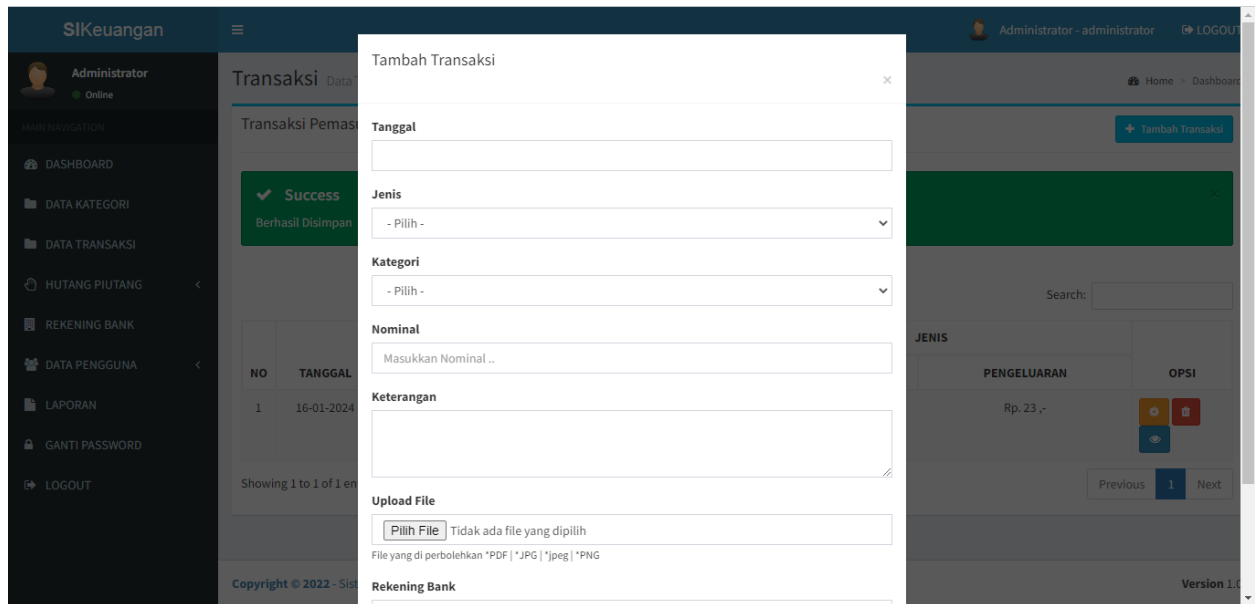 SIKeuangan
Administrator - administrator LOGOUT
Administrator
Online
MAIN NAVIGATION
DASHBOARD
DATA KATEGORI
DATA TRANSAKSI
HUTANG PIUTANG
REKENING BANK
DATA PENGGUNA
LAPORAN
GANTI PASSWORD
LOGOUT
Transaksi Data
Home > Dashboard
Transaksi Pemas
+ Tambah Transaksi
Success ×
Berhasil Disimpan
Search:
JENIS
NO TANGGAL PENGELUARAN OPSI
1 16-01-2024 Rp. 23 ,-
Showing 1 to 1 of 1 en
Previous 1 Next
Copyright © 2022 - Sist
Version 1.0
Tambah Transaksi
×
Tanggal
Jenis
- Pilih -
Kategori
- Pilih -
Nominal
Masukkan Nominal ..
Keterangan
Upload File
Pilih File Tidak ada file yang dipilih
File yang di perbolehkan *PDF | *JPG | *jpeg | *PNG
Rekening Bank